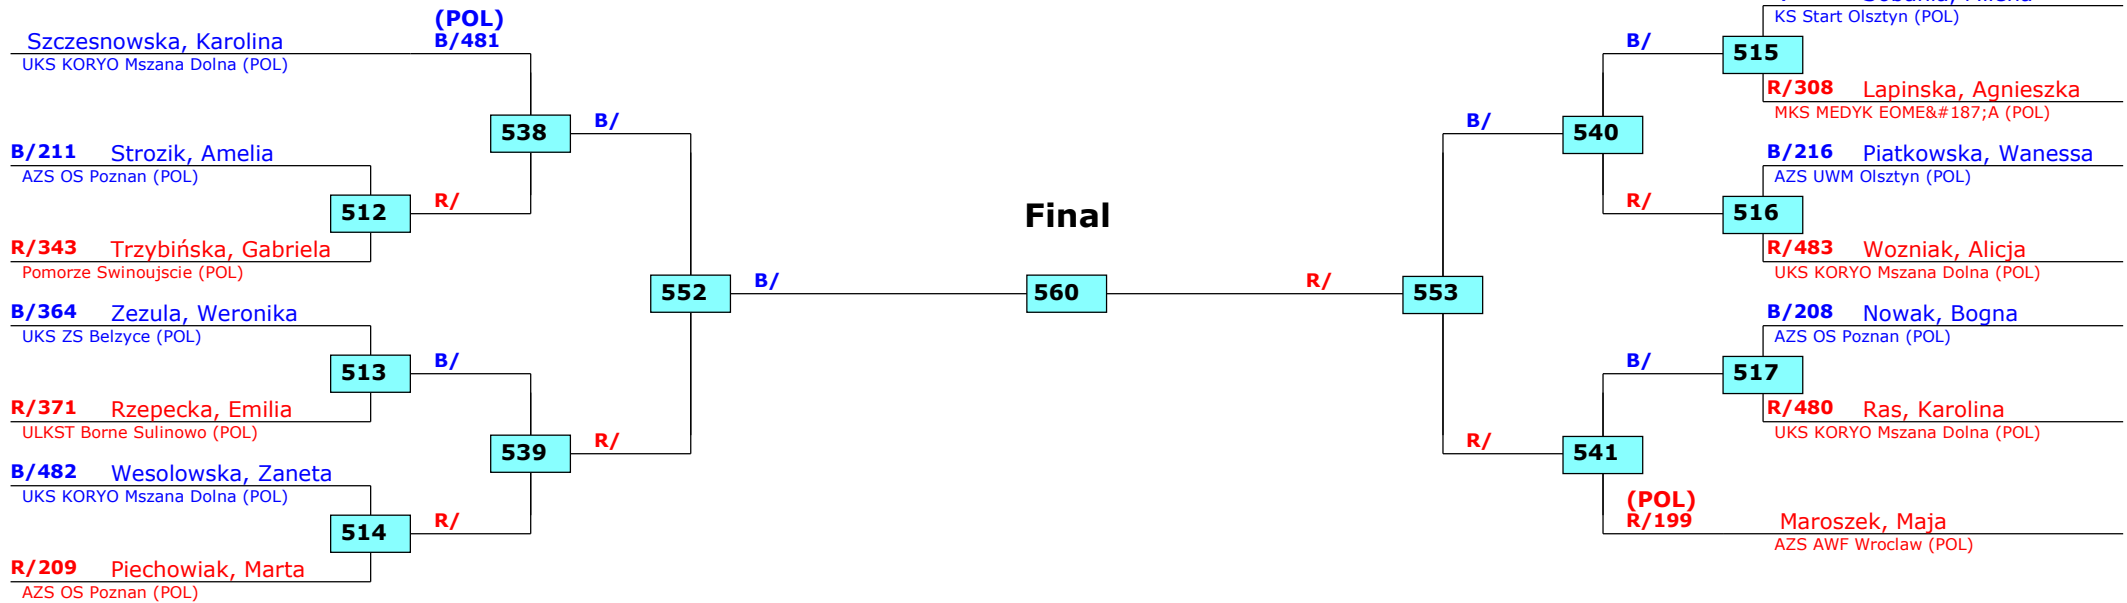 (POL)
Szczesnowska, Karolina B/481
UKS KORYO Mszana Dolna (POL)
538 B/
B/211 Strozik, Amelia
AZS OS Poznan (POL)
512 R/
R/343 Trzybińska, Gabriela
Pomorze Swinoujscie (POL)
552 B/
B/364 Zezula, Weronika
UKS ZS Belzyce (POL)
513 B/
R/371 Rzepecka, Emilia
ULKST Borne Sulinowo (POL)
539 R/
B/482 Wesolowska, Zaneta
UKS KORYO Mszana Dolna (POL)
514 R/
R/209 Piechowiak, Marta
AZS OS Poznan (POL)
Final
560
KS Start Olsztyn (POL)
B/ 515
R/308 Lapinska, Agnieszka
MKS MEDYK EOME&#187;A (POL)
B/ 540
B/216 Piatkowska, Wanessa
AZS UWM Olsztyn (POL)
R/ 516
R/483 Wozniak, Alicja
UKS KORYO Mszana Dolna (POL)
R/ 553
B/208 Nowak, Bogna
AZS OS Poznan (POL)
B/ 517
R/480 Ras, Karolina
UKS KORYO Mszana Dolna (POL)
R/ 541
(POL)
R/199 Maroszek, Maja
AZS AWF Wroclaw (POL)